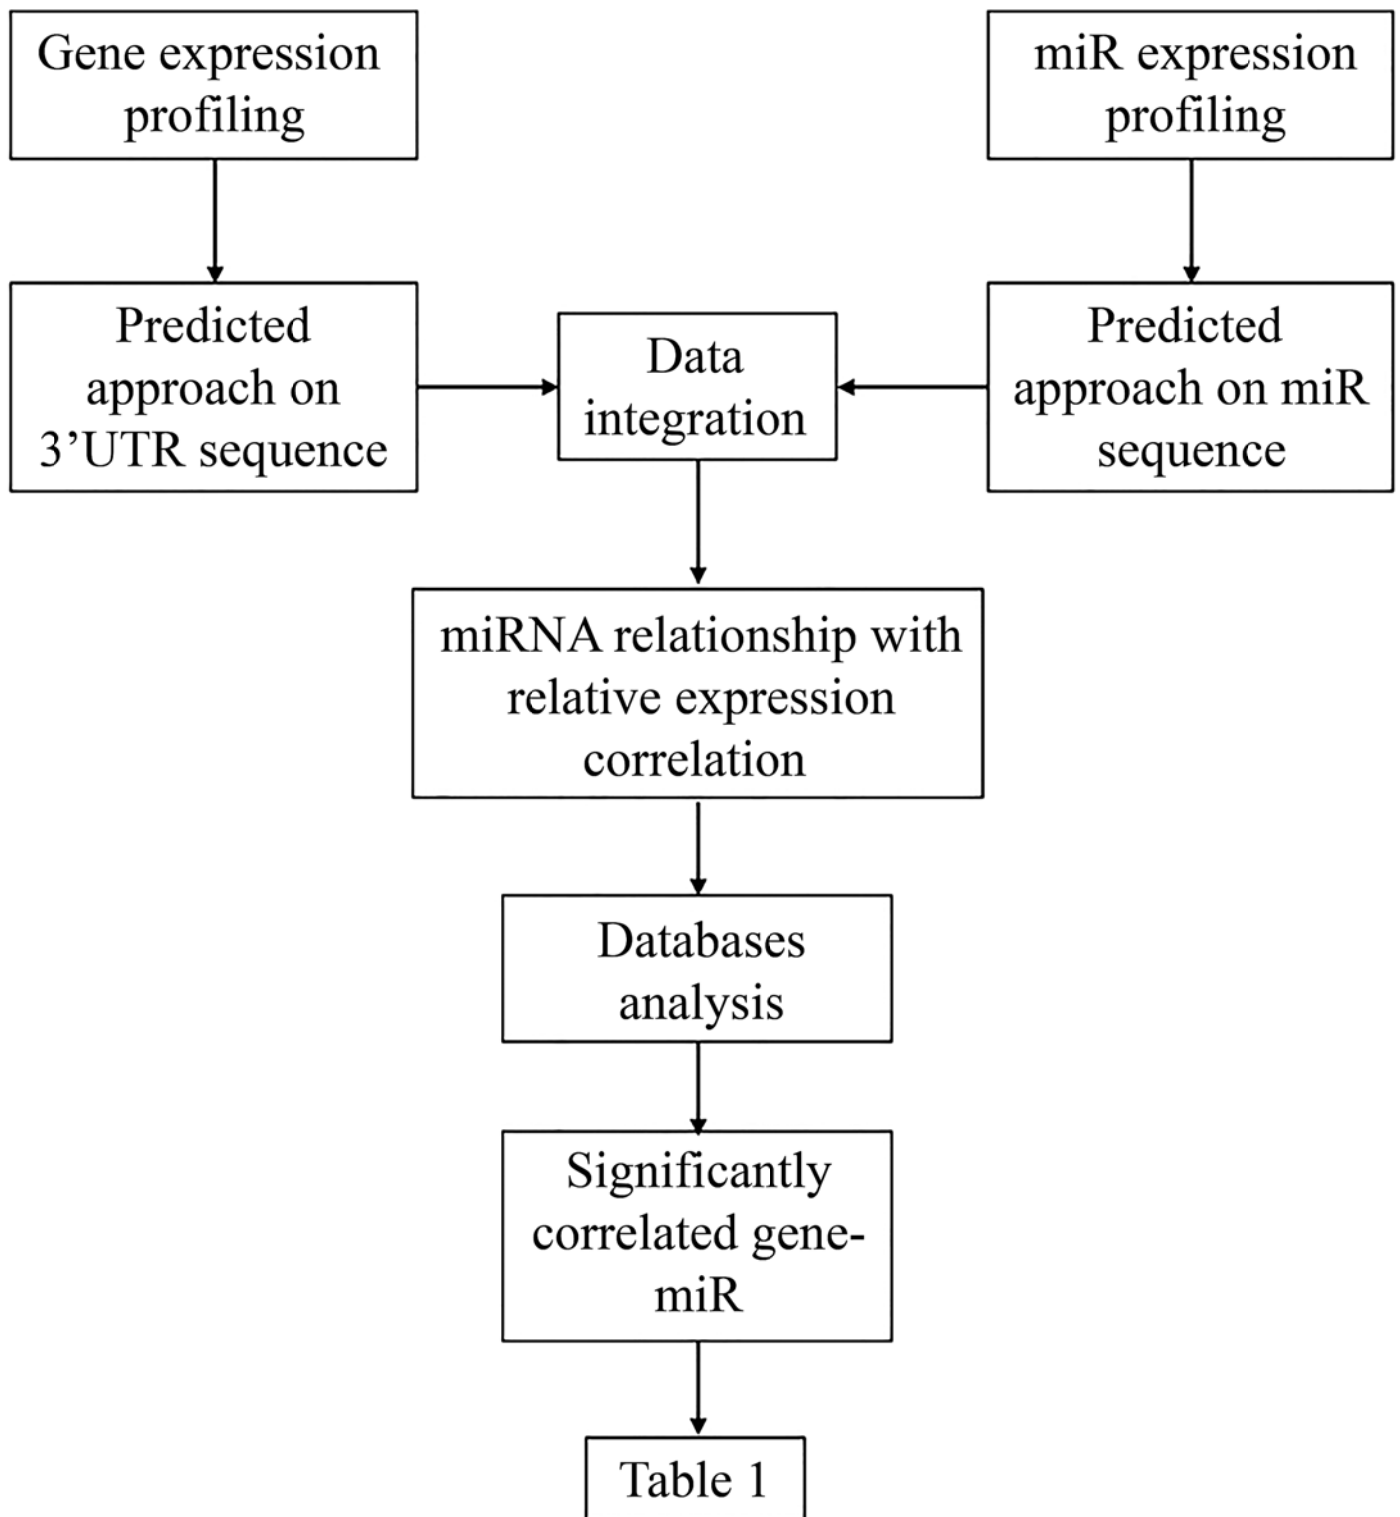 Gene expression
profiling
miR expression
profiling
Predicted
approach on
3’UTR sequence
Data
integration
Predicted
approach on miR
sequence
miRNA relationship with
relative expression
correlation
Databases
analysis
Significantly
correlated gene-
miR
Table 1